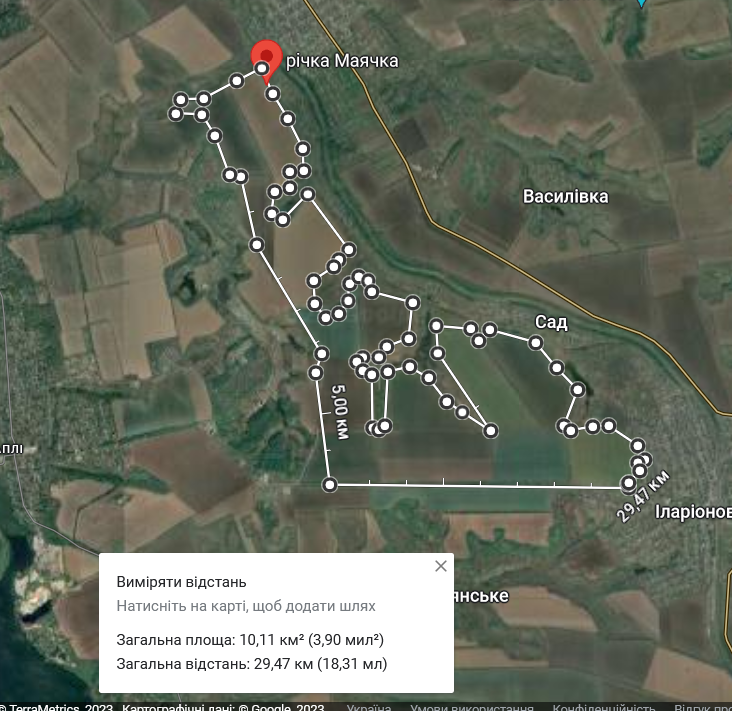 річка Маячка
Василівка
Сад
5,00 км
плі
29,47 км
Іларіонов
янське
Виміряти відстань
Натисніть на карті, щоб додати шлях
Загальна площа: 10,11 км² (3,90 мил²)
Загальна відстань: 29,47 км (18,31 мл)
© TerraMetrics, 2023 , Картографічні дані: © Google, 2023 Україна Умови використання Конфіденційність Відгук про